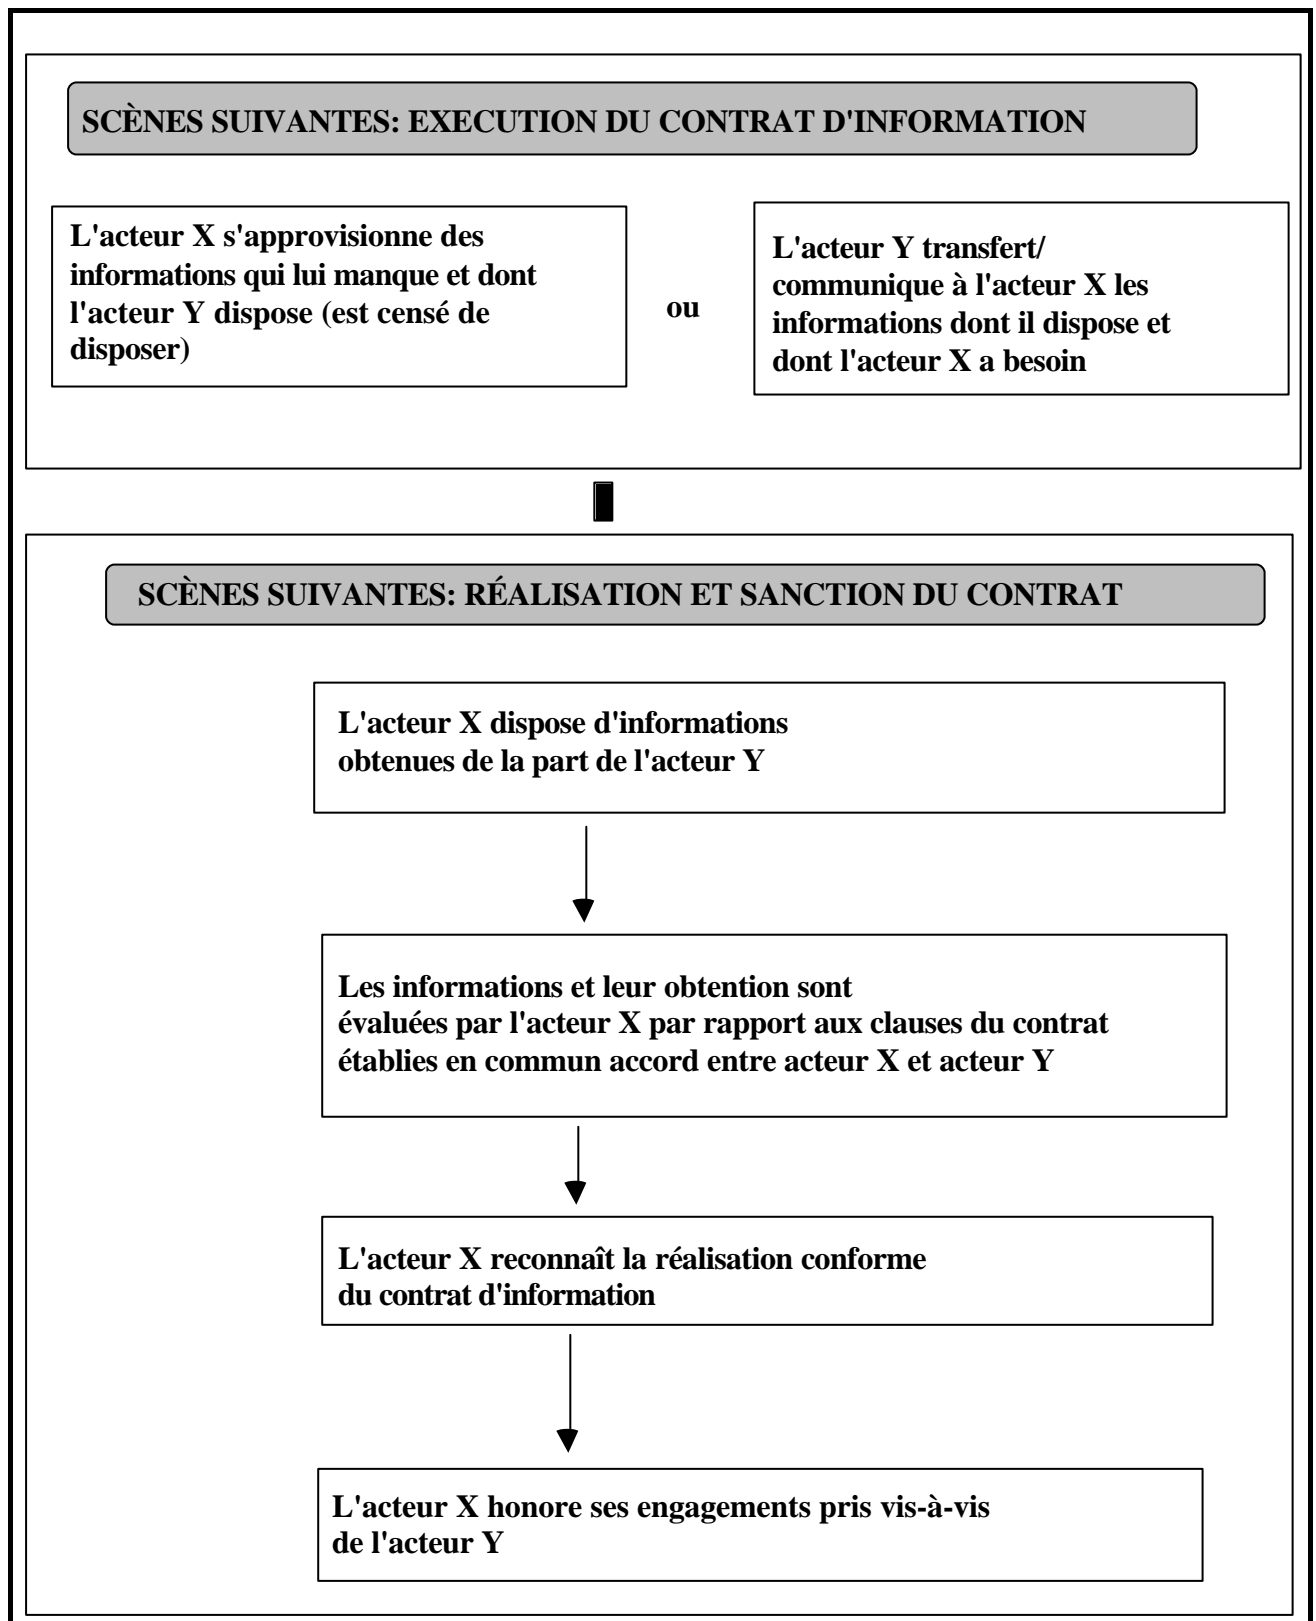 SCÈNES SUIVANTES: EXECUTION DU CONTRAT D'INFORMATION
L'acteur X s'approvisionne des
informations qui lui manque et dont
l'acteur Y dispose (est censé de
disposer)
ou
L'acteur Y transfert/
communique à l'acteur X les
informations dont il dispose et
dont l'acteur X a besoin
SCÈNES SUIVANTES: RÉALISATION ET SANCTION DU CONTRAT
L'acteur X dispose d'informations
obtenues de la part de l'acteur Y
Les informations et leur obtention sont
évaluées par l'acteur X par rapport aux clauses du contrat
établies en commun accord entre acteur X et acteur Y
L'acteur X reconnaît la réalisation conforme
du contrat d'information
L'acteur X honore ses engagements pris vis-à-vis
de l'acteur Y